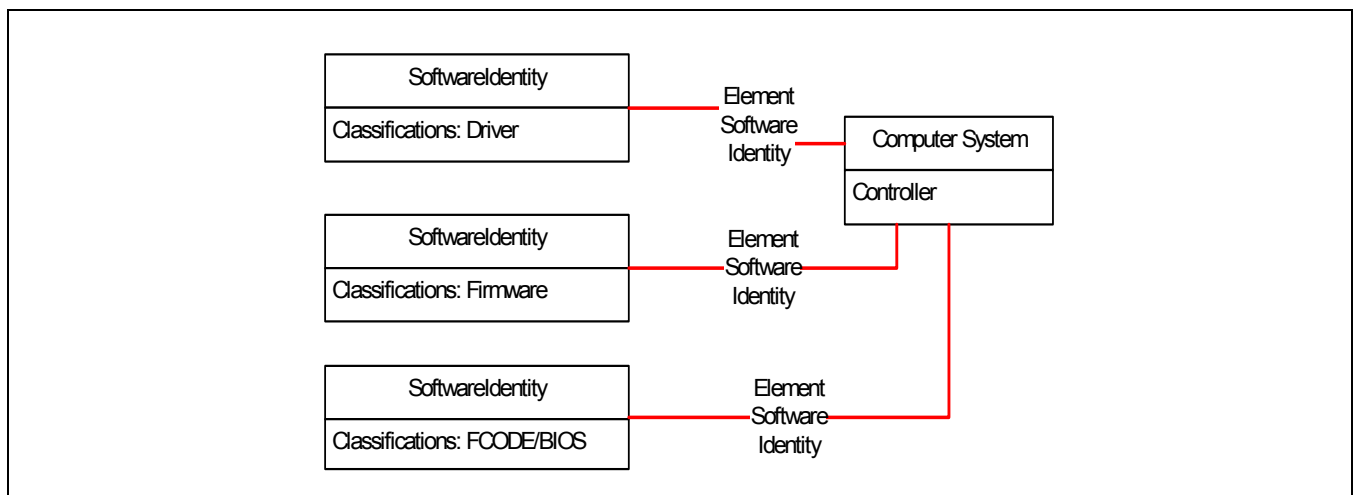 SoftwareIdentity
Classifications: Driver
Element
Software
Identity
Computer System
Controller
SoftwareIdentity
Classifications: Firmware
Element
Software
Identity
SoftwareIdentity
Classifications: FCODE/BIOS
Element
Software
Identity